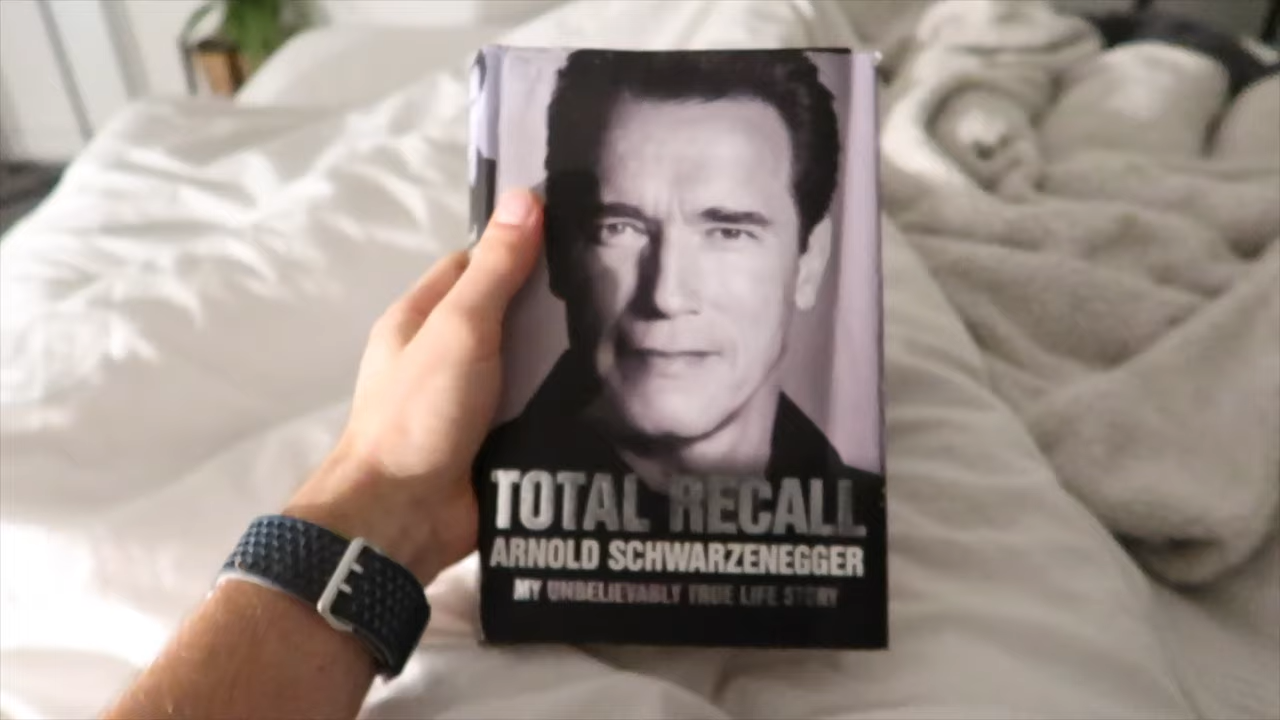 TOTAL RECALL
ARNOLD SCHWARZENEGGER
MY UNBELIEVABLY TRUE LIFE STORY